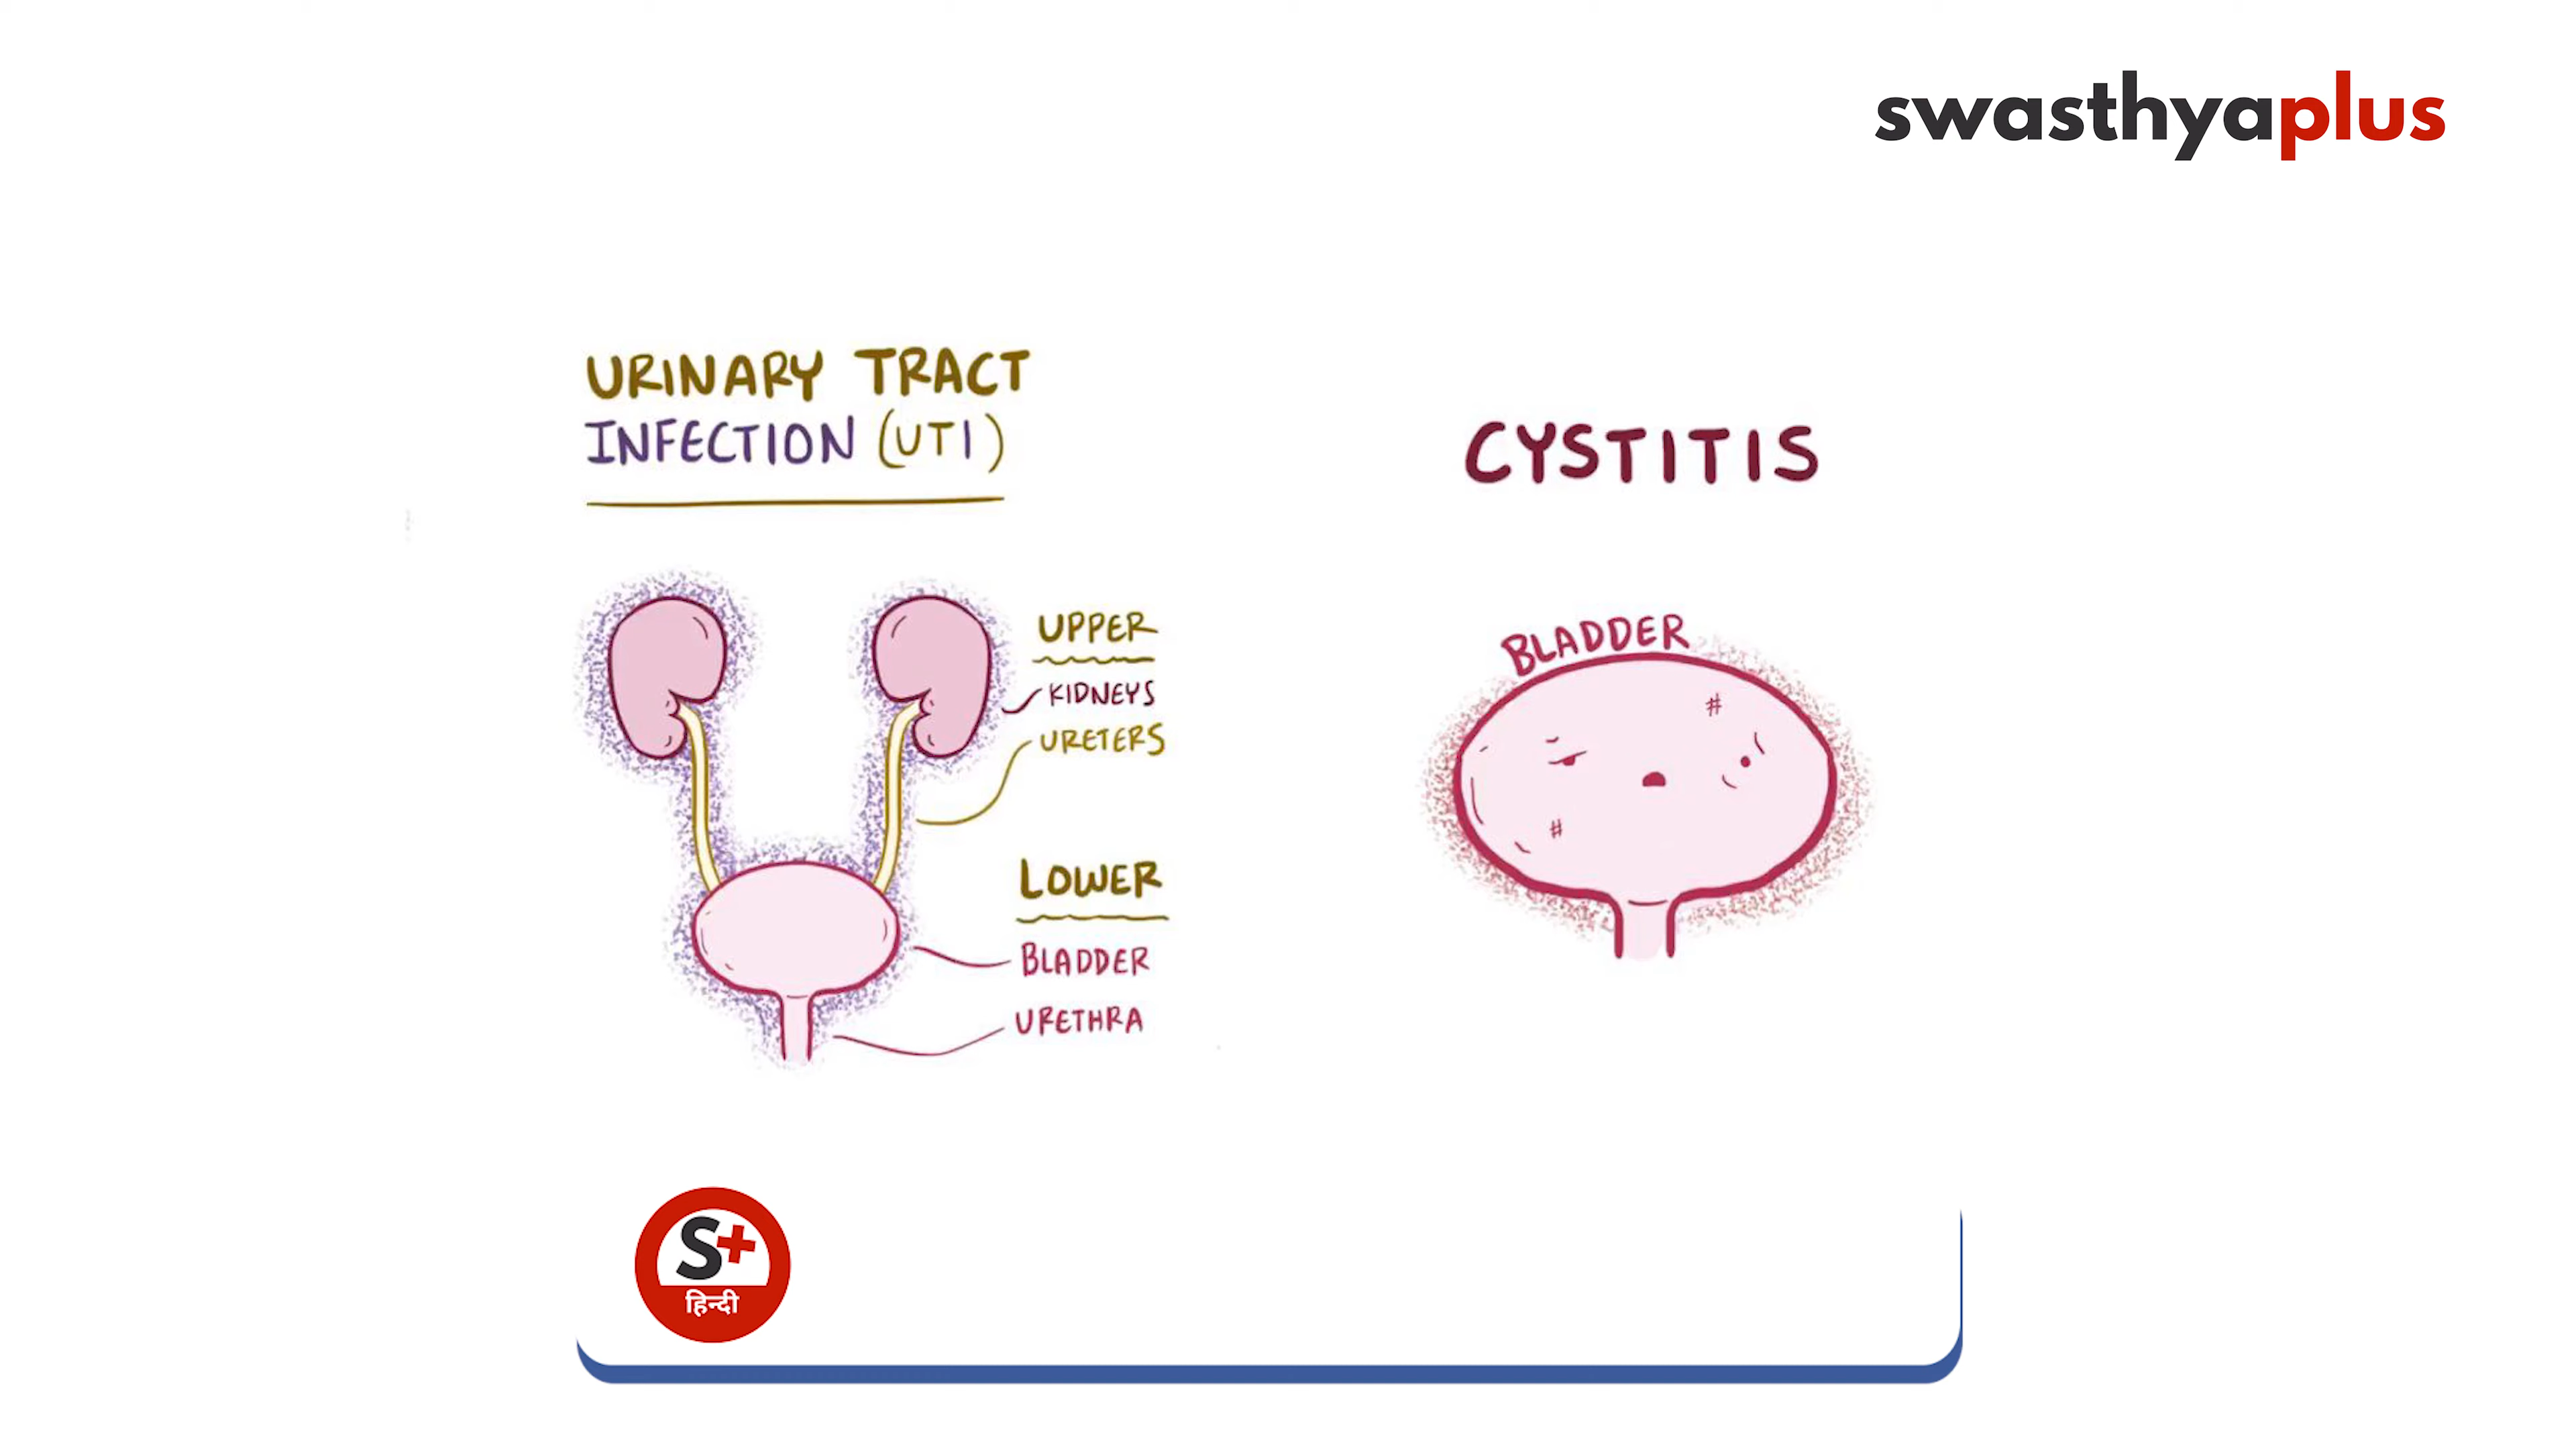 swasthyaplus
URINARY TRACT
INFECTION (UTI)
UPPER
KIDNEYS
URETERS
LOWER
BLADDER
URETHRA
CYSTITIS
BLADDER
S+
हिन्दी